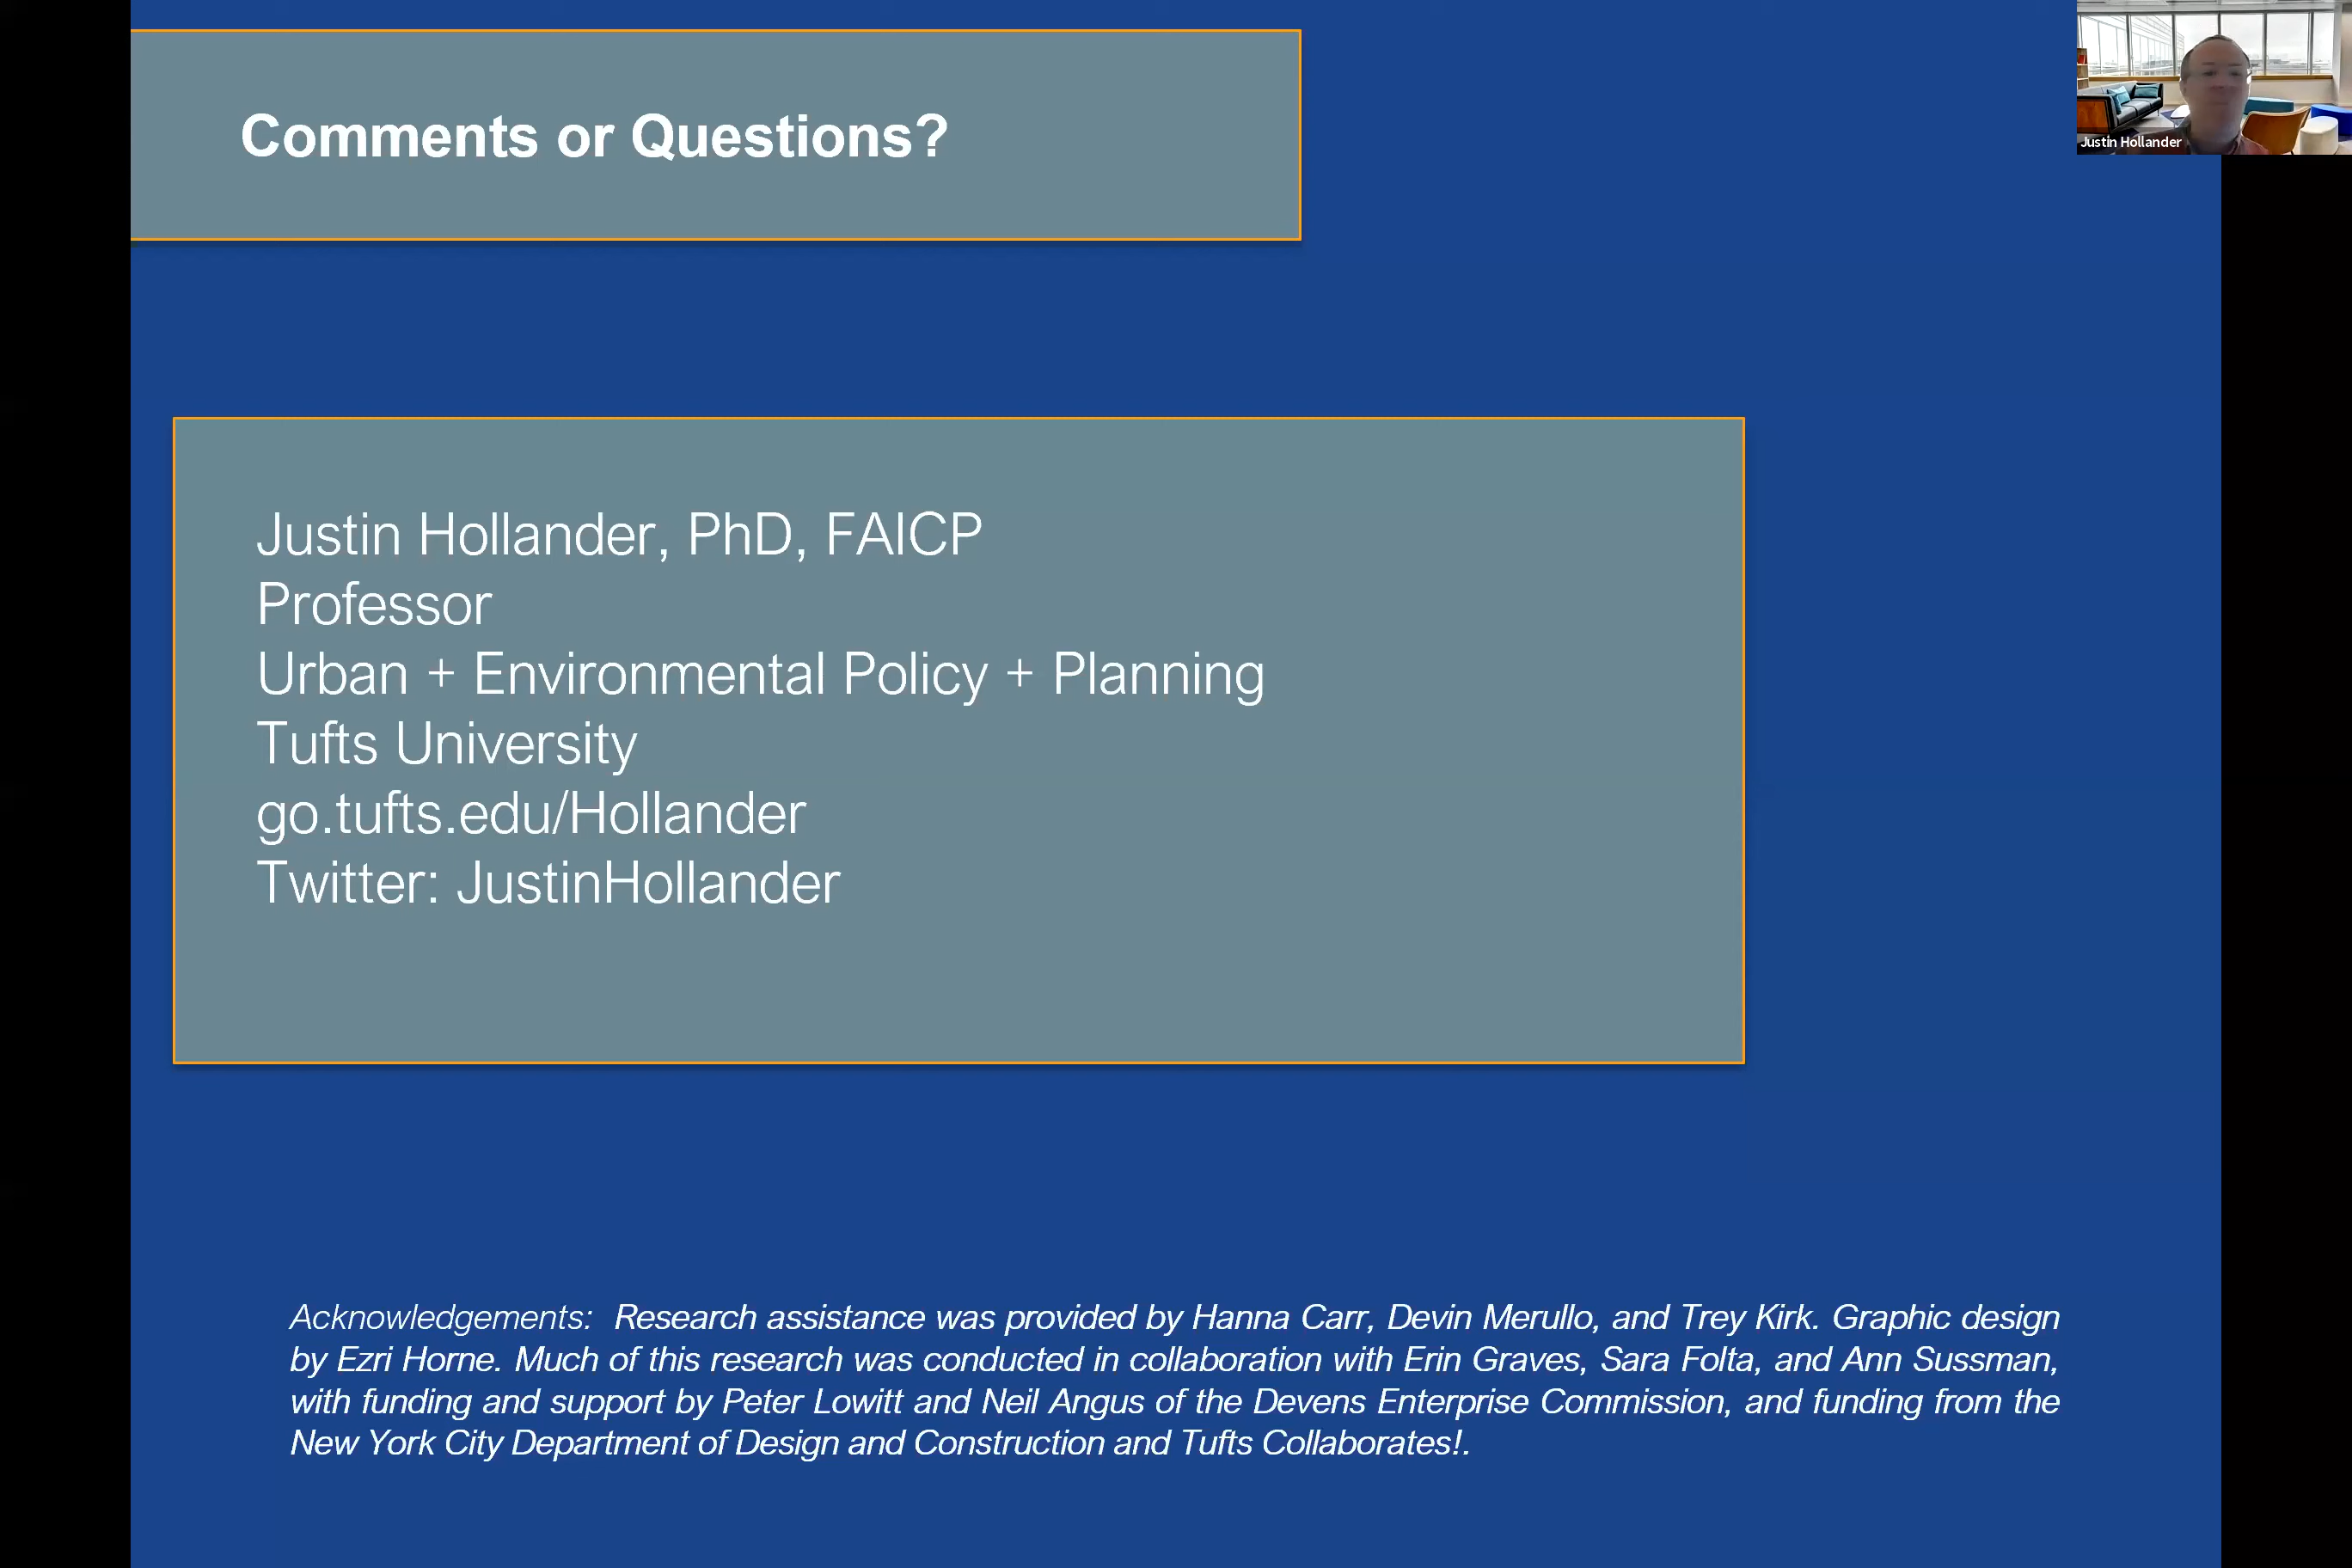 Comments or Questions?
Justin Hollander
Justin Hollander, PhD, FAICP
Professor
Urban + Environmental Policy + Planning
Tufts University
go.tufts.edu/Hollander
Twitter: JustinHollander
Acknowledgements:  Research assistance was provided by Hanna Carr, Devin Merullo, and Trey Kirk. Graphic design
by Ezri Horne. Much of this research was conducted in collaboration with Erin Graves, Sara Folta, and Ann Sussman,
with funding and support by Peter Lowitt and Neil Angus of the Devens Enterprise Commission, and funding from the
New York City Department of Design and Construction and Tufts Collaborates!.